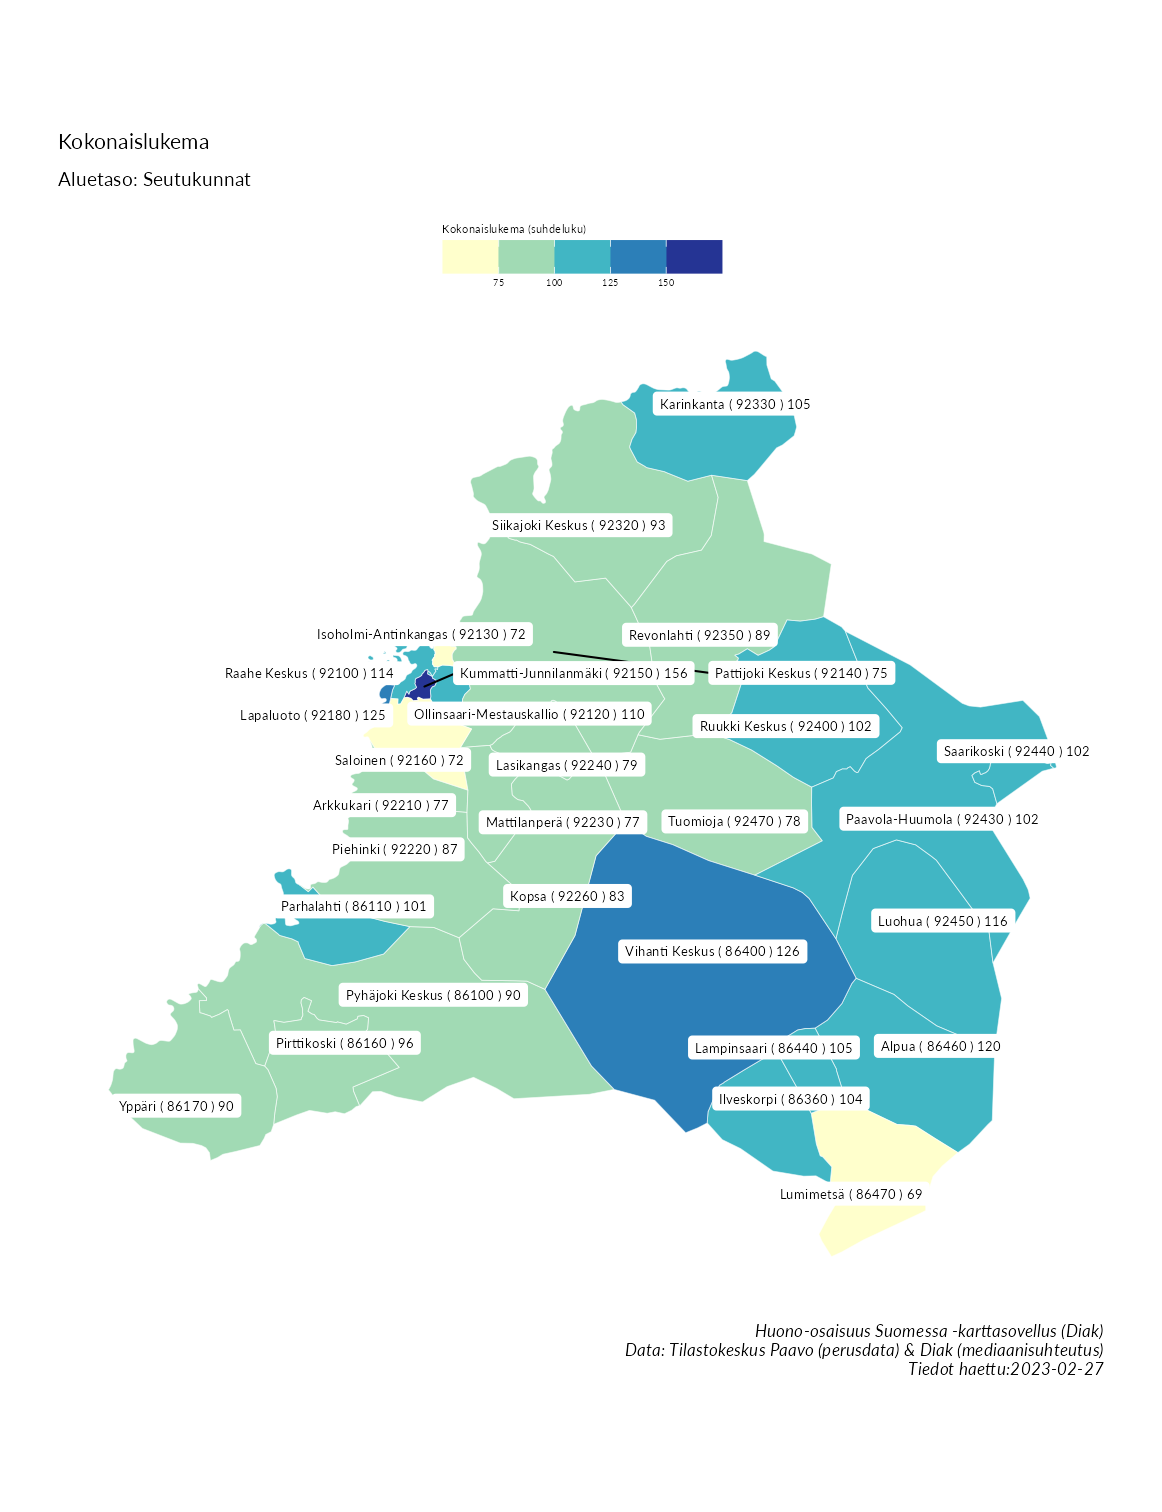 Kokonaislukema
Aluetaso: Seutukunnat
Kokonaislukema (suhdeluku)
75 100 125 150
Karinkanta ( 92330 ) 105
Siikajoki Keskus ( 92320 ) 93
Isoholmi-Antinkangas ( 92130 ) 72
Revonlahti ( 92350 ) 89
Raahe Keskus ( 92100 ) 114
Kummatti-Junnilanmäki ( 92150 ) 156
Pattijoki Keskus ( 92140 ) 75
Lapaluoto ( 92180 ) 125
Ollinsaari-Mestauskallio ( 92120 ) 110
Ruukki Keskus ( 92400 ) 102
Saarikoski ( 92440 ) 102
Saloinen ( 92160 ) 72
Lasikangas ( 92240 ) 79
Arkkukari ( 92210 ) 77
Mattilanperä ( 92230 ) 77
Tuomioja ( 92470 ) 78
Paavola-Huumola ( 92430 ) 102
Piehinki ( 92220 ) 87
Kopsa ( 92260 ) 83
Parhalahti ( 86110 ) 101
Luohua ( 92450 ) 116
Vihanti Keskus ( 86400 ) 126
Pyhäjoki Keskus ( 86100 ) 90
Pirttikoski ( 86160 ) 96
Lampinsaari ( 86440 ) 105
Alpua ( 86460 ) 120
Yppäri ( 86170 ) 90
Ilveskorpi ( 86360 ) 104
Lumimetsä ( 86470 ) 69
Huono-osaisuus Suomessa -karttasovellus (Diak)
Data: Tilastokeskus Paavo (perusdata) & Diak (mediaanisuhteutus)
Tiedot haettu:2023-02-27